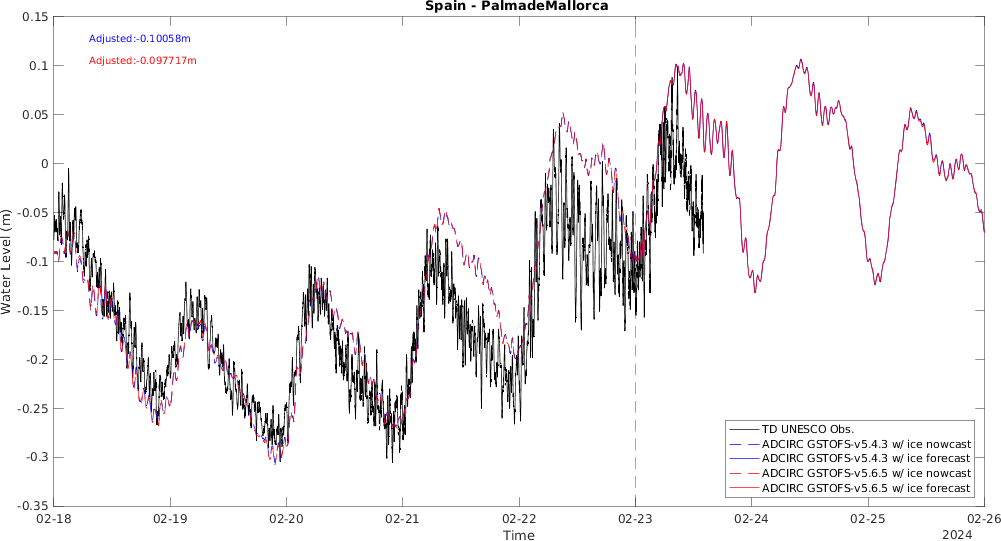 Spain - PalmadeMallorca
Adjusted:-0.10058m
Adjusted:-0.097717m
Water Level (m)
0.15
0.1
0.05
0
-0.05
-0.1
-0.15
-0.2
-0.25
-0.3
-0.35
TD UNESCO Obs.
ADCIRC GSTOFS-v5.4.3 w/ ice nowcast
ADCIRC GSTOFS-v5.4.3 w/ ice forecast
ADCIRC GSTOFS-v5.6.5 w/ ice nowcast
ADCIRC GSTOFS-v5.6.5 w/ ice forecast
02-18 02-19 02-20 02-21 02-22 02-23 02-24 02-25 02-26
Time
2024